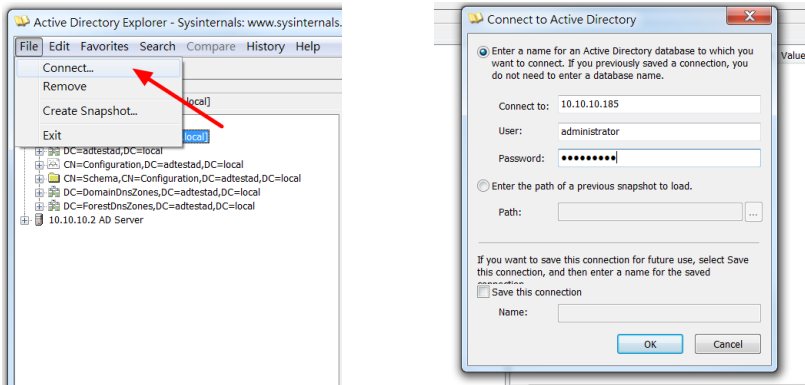 Active Directory Explorer - Sysinternals: www.sysinternals.
File Edit Favorites Search Compare History Help
Connect...
Remove
Create Snapshot...
Exit
local]
local]
DC=adtestad,DC=local
CN=Configuration,DC=adtestad,DC=local
CN=Schema,CN=Configuration,DC=adtestad,DC=local
DC=DomainDnsZones,DC=adtestad,DC=local
DC=ForestDnsZones,DC=adtestad,DC=local
10.10.10.2 AD Server
Connect to Active Directory
Value
Enter a name for an Active Directory database to which you
want to connect. If you previously saved a connection, you
do not need to enter a database name.
Connect to: 10.10.10.185
User: administrator
Password: ●●●●●●●●●
Enter the path of a previous snapshot to load.
Path: ...
If you want to save this connection for future use, select Save
this connection, and then enter a name for the saved
connection
Save this connection
Name:
OK Cancel